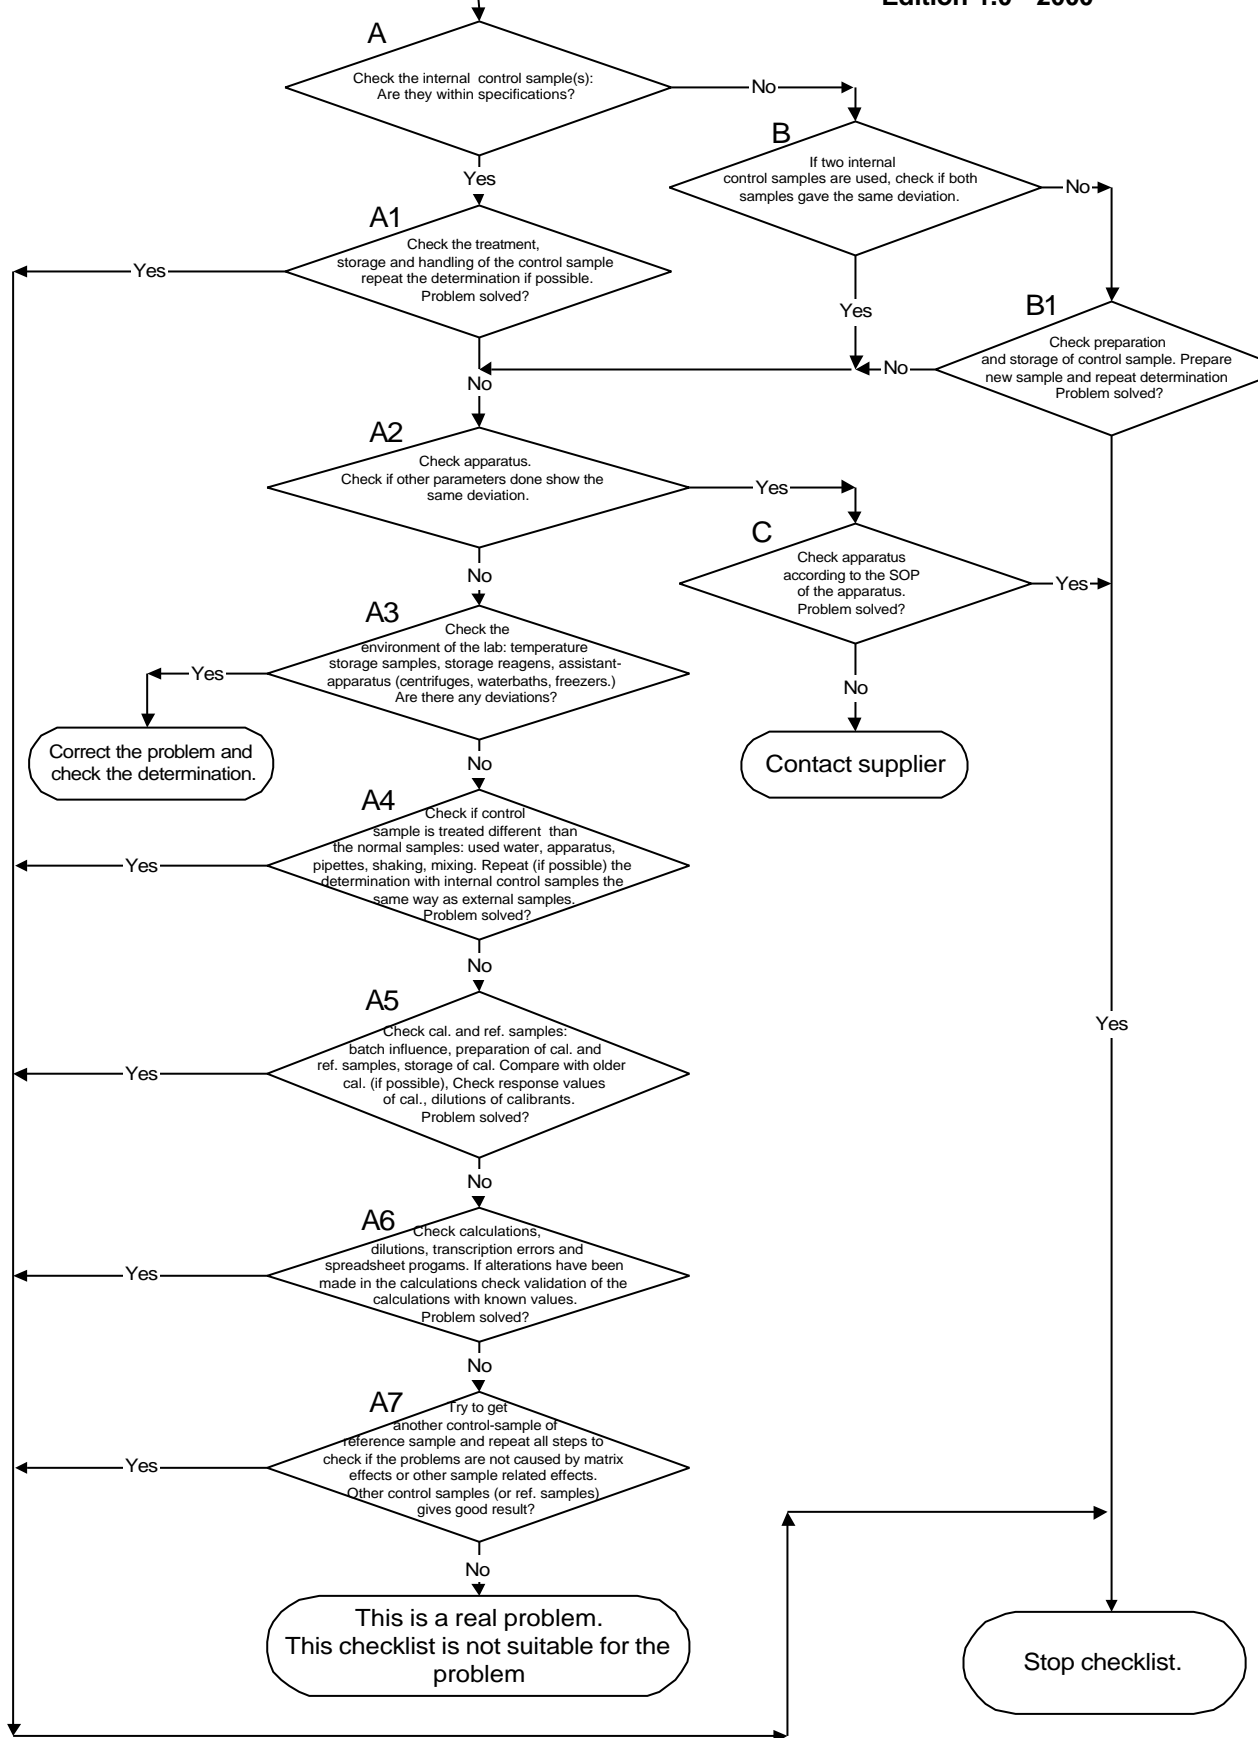 A
Check the internal control sample(s):
Are they within specifications?
No
Yes
B
If two internal
control samples are used, check if both
samples gave the same deviation.
No
Yes
A1
Check the treatment,
storage and handling of the control sample
repeat the determination if possible.
Problem solved?
Yes
No
B1
Check preparation
and storage of control sample. Prepare
new sample and repeat determination
Problem solved?
No
Yes
A2
Check apparatus.
Check if other parameters done show the
same deviation.
Yes
No
C
Check apparatus
according to the SOP
of the apparatus.
Problem solved?
Yes
No
Contact supplier
A3
Check the
environment of the lab: temperature
storage samples, storage reagens, assistant-
apparatus (centrifuges, waterbaths, freezers.)
Are there any deviations?
Yes
Correct the problem and
check the determination.
No
A4
Check if control
sample is treated different than
the normal samples: used water, apparatus,
pipettes, shaking, mixing. Repeat (if possible) the
determination with internal control samples the
same way as external samples.
Problem solved?
Yes
No
A5
Check cal. and ref. samples:
batch influence, preparation of cal. and
ref. samples, storage of cal. Compare with older
cal. (if possible), Check response values
of cal., dilutions of calibrants.
Problem solved?
Yes
No
A6
Check calculations,
dilutions, transcription errors and
spreadsheet progams. If alterations have been
made in the calculations check validation of the
calculations with known values.
Problem solved?
Yes
No
A7
Try to get
another control-sample of
reference sample and repeat all steps to
check if the problems are not caused by matrix
effects or other sample related effects.
Other control samples (or ref. samples)
gives good result?
Yes
No
This is a real problem.
This checklist is not suitable for the
problem
Stop checklist.